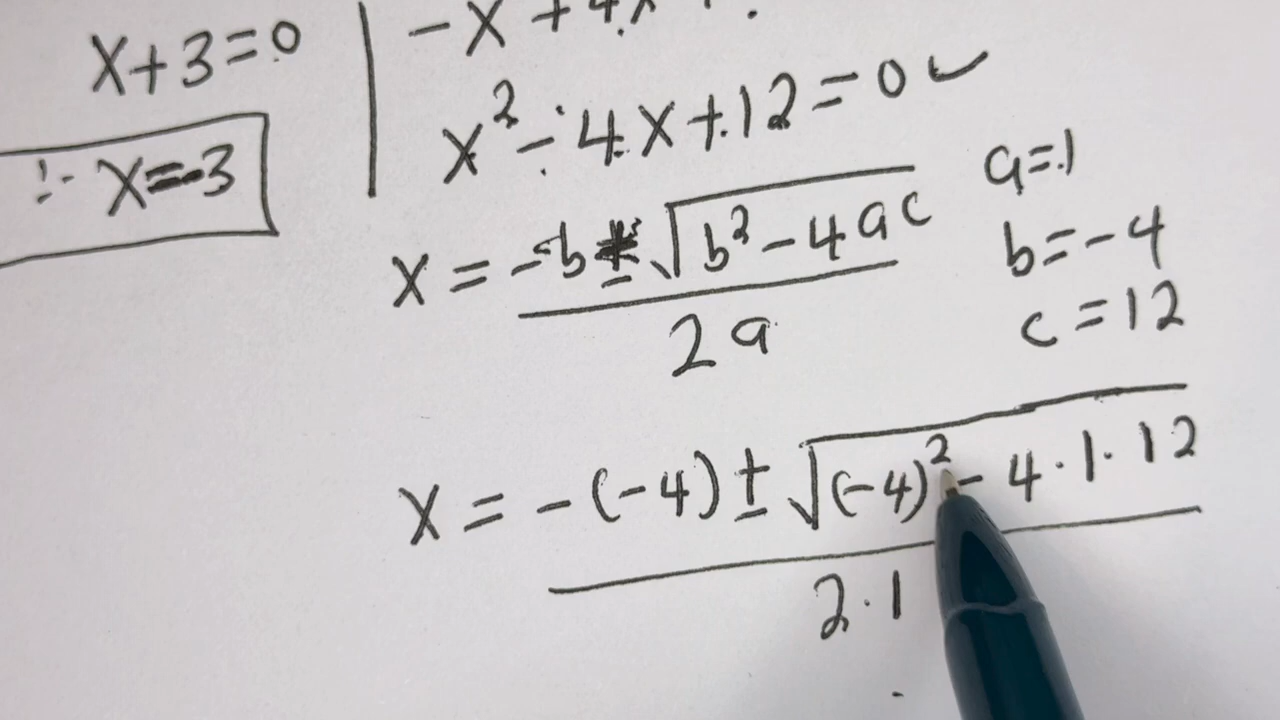 x+3=0
∴ x=-3
-x + 4x
x² - 4x + 12 = 0 ✓
a=1
b=-4
c=12
x = (-b ± √(b² - 4ac)) / 2a
x = (-(-4) ± √((-4)² - 4·1·12)) / 2·1